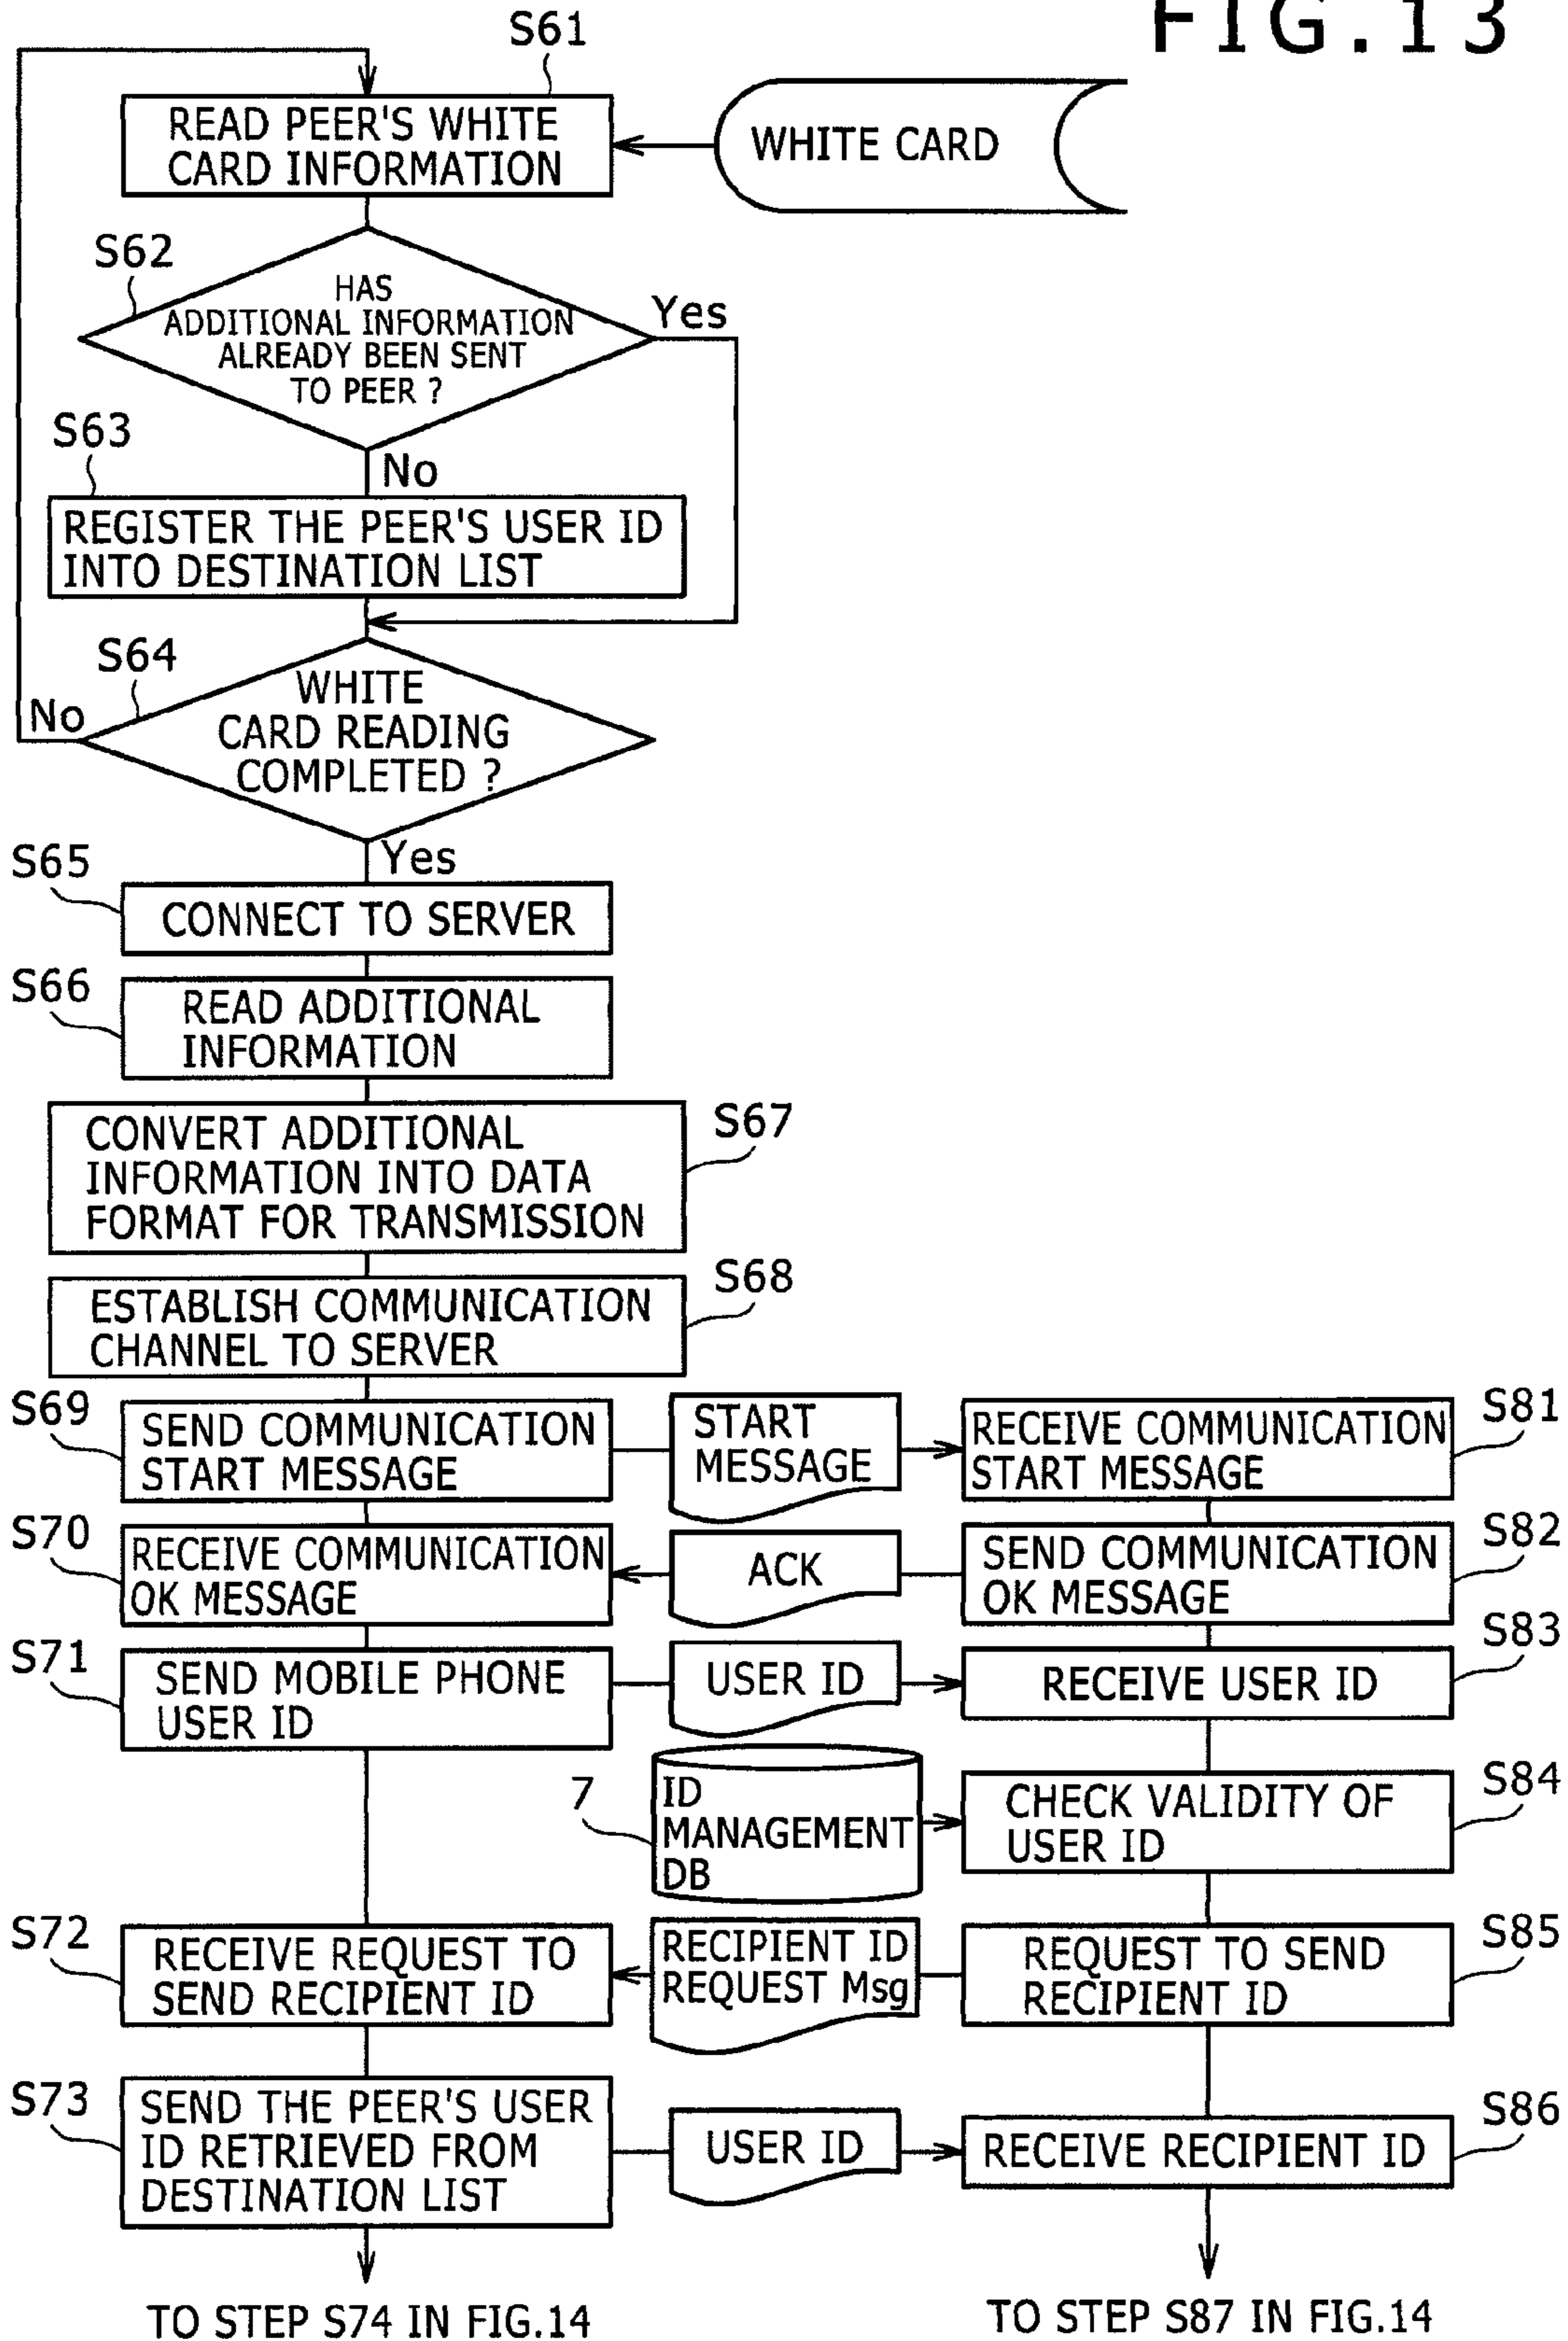 FIG.13
S61
READ PEER'S WHITE
CARD INFORMATION
WHITE CARD
S62
HAS
ADDITIONAL INFORMATION
ALREADY BEEN SENT
TO PEER ?
Yes
S63
No
REGISTER THE PEER'S USER ID
INTO DESTINATION LIST
S64
WHITE
CARD READING
COMPLETED ?
No
Yes
S65
CONNECT TO SERVER
S66
READ ADDITIONAL
INFORMATION
S67
CONVERT ADDITIONAL
INFORMATION INTO DATA
FORMAT FOR TRANSMISSION
S68
ESTABLISH COMMUNICATION
CHANNEL TO SERVER
S69
SEND COMMUNICATION
START MESSAGE
START
MESSAGE
S81
RECEIVE COMMUNICATION
START MESSAGE
S70
RECEIVE COMMUNICATION
OK MESSAGE
ACK
S82
SEND COMMUNICATION
OK MESSAGE
S71
SEND MOBILE PHONE
USER ID
USER ID
S83
RECEIVE USER ID
7
ID
MANAGEMENT
DB
S84
CHECK VALIDITY OF
USER ID
S72
RECEIVE REQUEST TO
SEND RECIPIENT ID
RECIPIENT ID
REQUEST Msg
S85
REQUEST TO SEND
RECIPIENT ID
S73
SEND THE PEER'S USER
ID RETRIEVED FROM
DESTINATION LIST
USER ID
S86
RECEIVE RECIPIENT ID
TO STEP S74 IN FIG.14
TO STEP S87 IN FIG.14